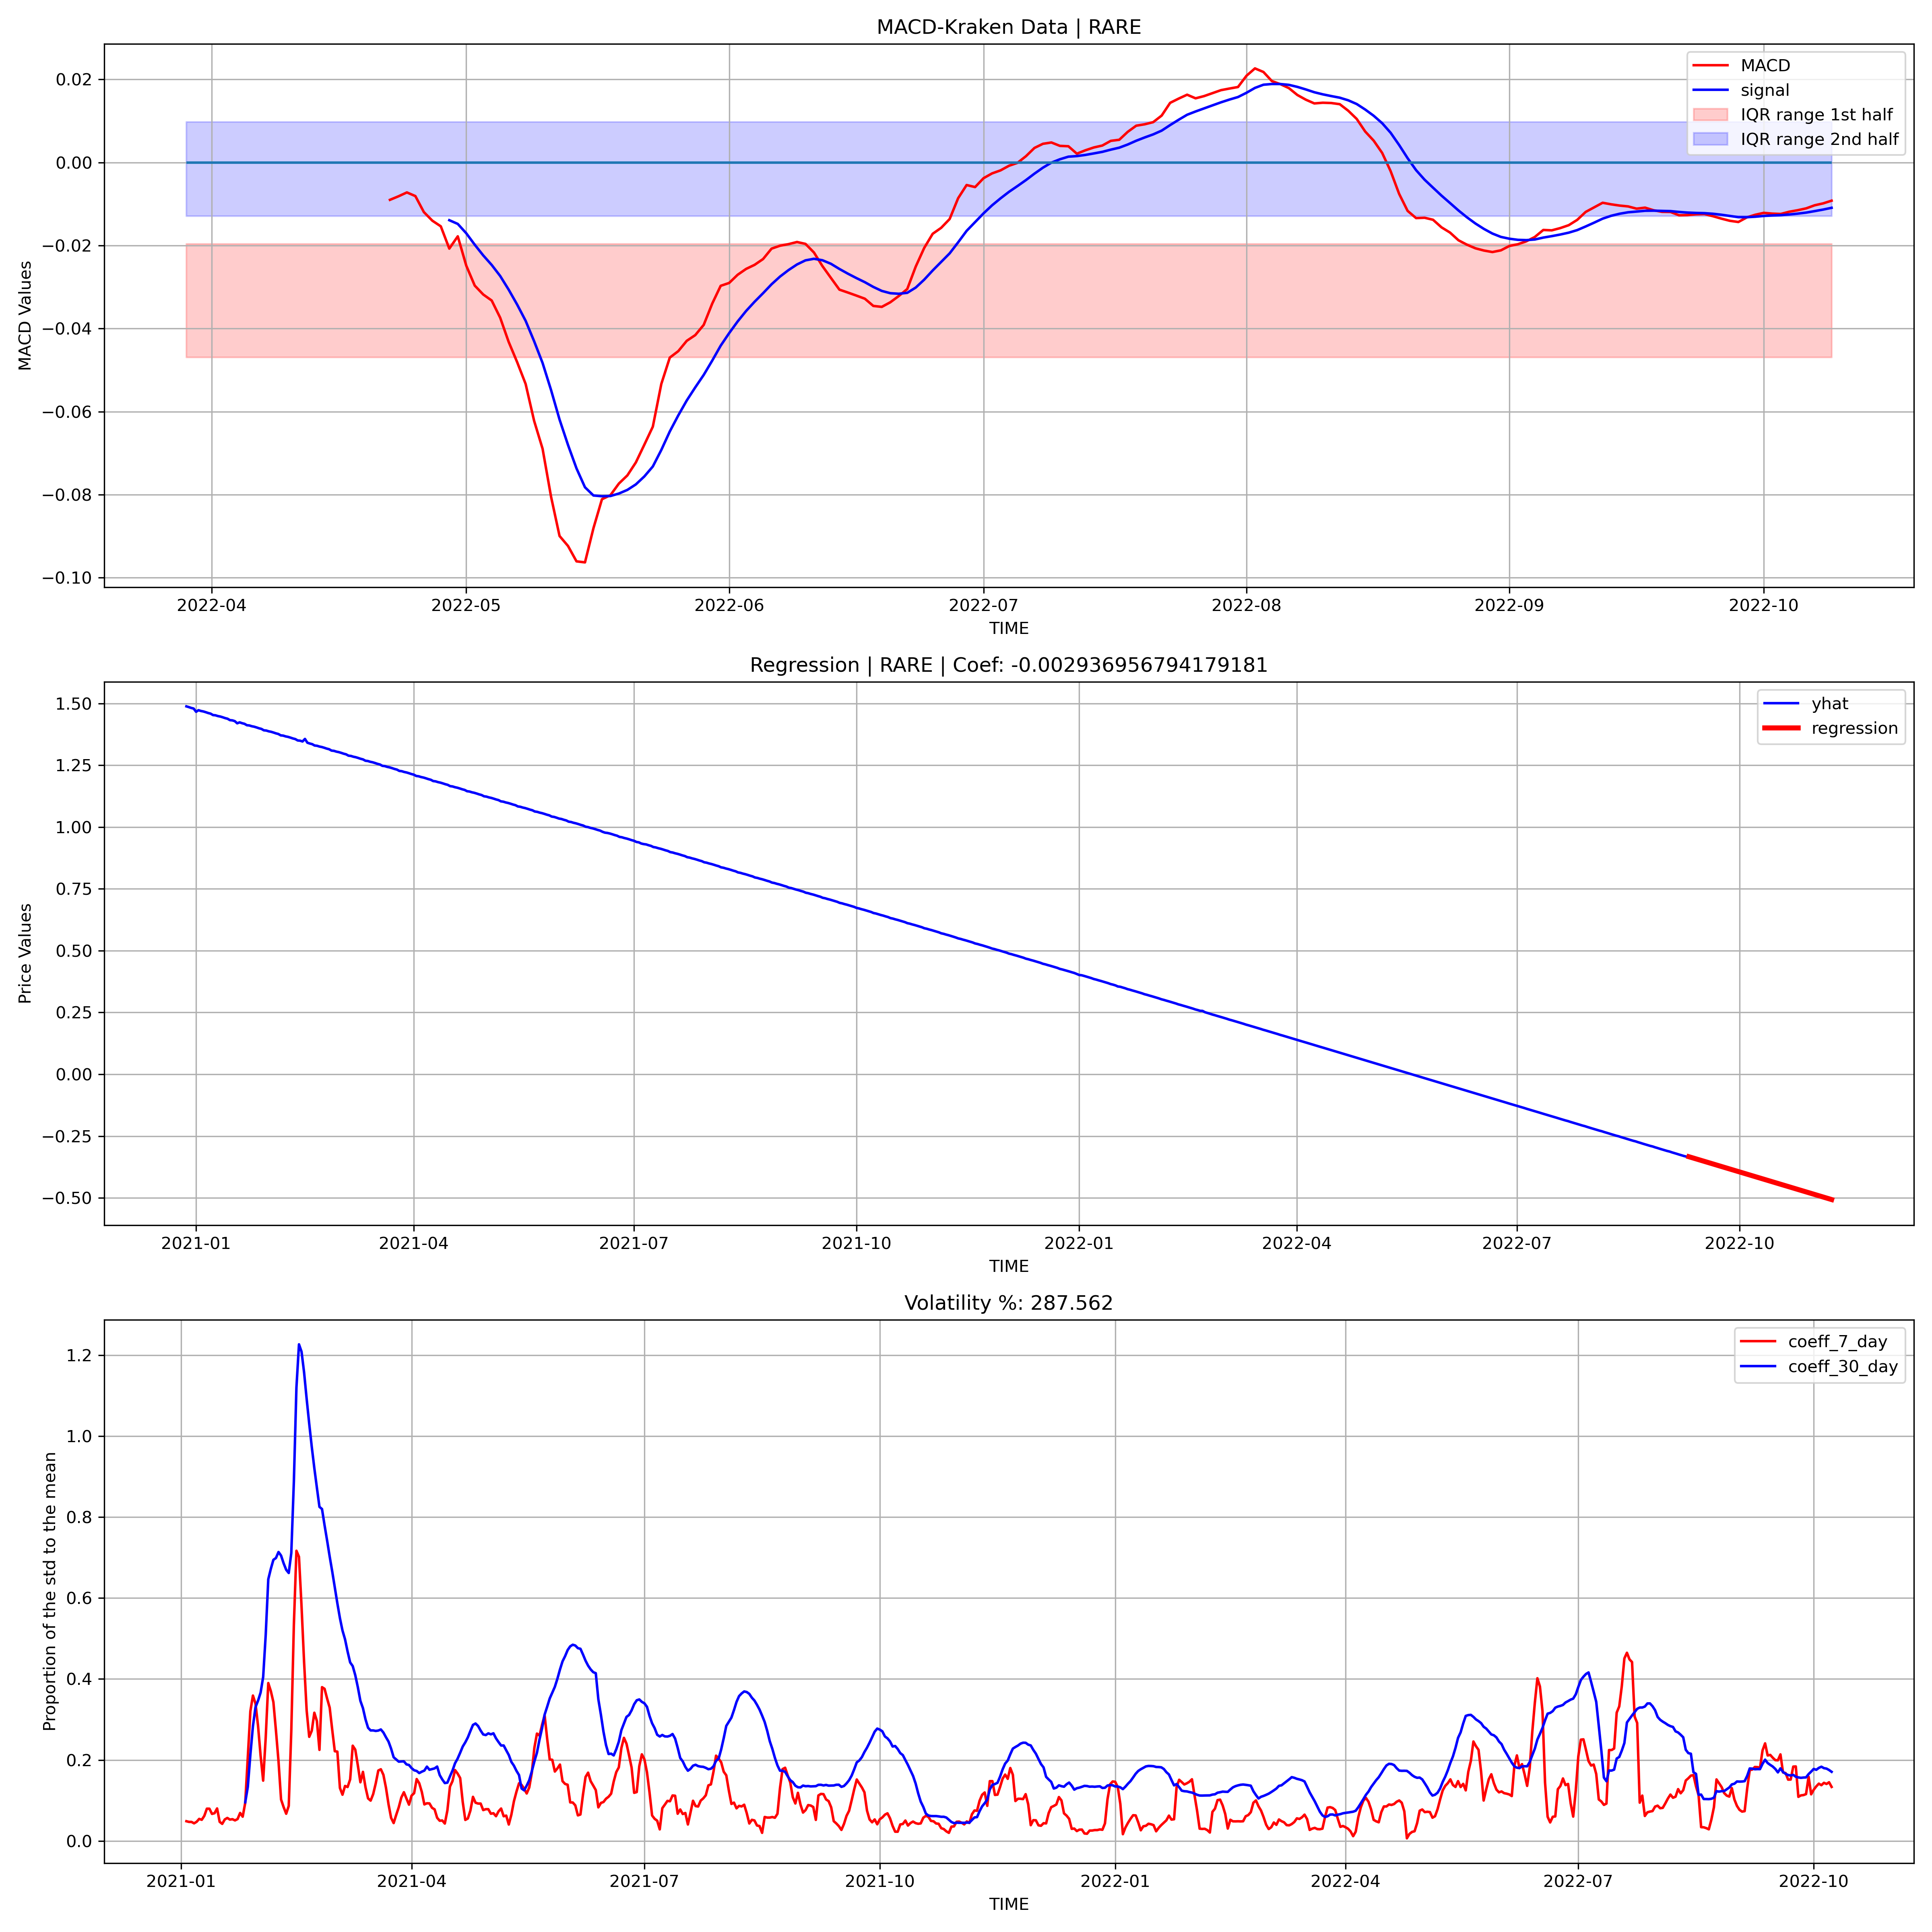 MACD-Kraken Data | RARE
MACD
signal
IQR range 1st half
IQR range 2nd half
MACD Values
0.02
0.00
−0.02
−0.04
−0.06
−0.08
−0.10
2022-04 2022-05 2022-06 2022-07 2022-08 2022-09 2022-10
TIME
Regression | RARE | Coef: -0.002936956794179181
yhat
regression
Price Values
1.50
1.25
1.00
0.75
0.50
0.25
0.00
−0.25
−0.50
2021-01 2021-04 2021-07 2021-10 2022-01 2022-04 2022-07 2022-10
TIME
Volatility %: 287.562
coeff_7_day
coeff_30_day
Proportion of the std to the mean
1.2
1.0
0.8
0.6
0.4
0.2
0.0
2021-01 2021-04 2021-07 2021-10 2022-01 2022-04 2022-07 2022-10
TIME